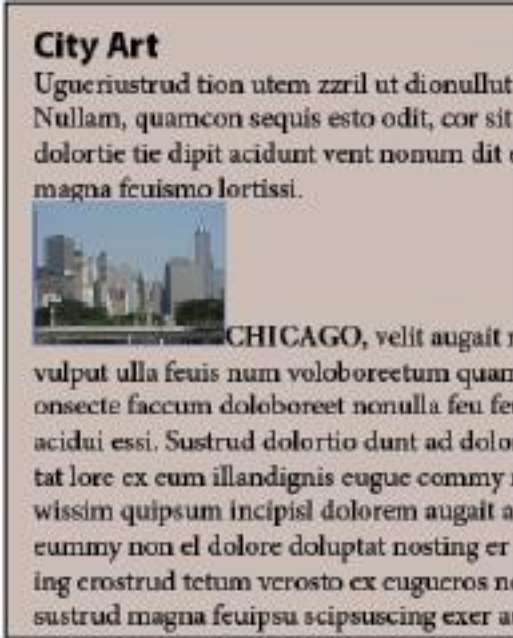 City Art
Ugueriustrud tion utem zzril ut dionullut
Nullam, quamcon sequis esto odit, cor sit
dolortie tie dipit acidunt vent nonum dit
magna feuismo lortissi.
CHICAGO, velit augait
vulput ulla feuis num voloboreetum quam
onsecte faccum doloboreet nonulla feu
acidui essi. Sustrud dolortio dunt ad
tat lore ex eum illandignis eugue commy
wissim quipsum incipisl dolorem augait
eummy non el dolore doluptat nosting er
ing erostrud tetum verosto ex eugueros
sustrud magna feuipsu scipsuscing exer